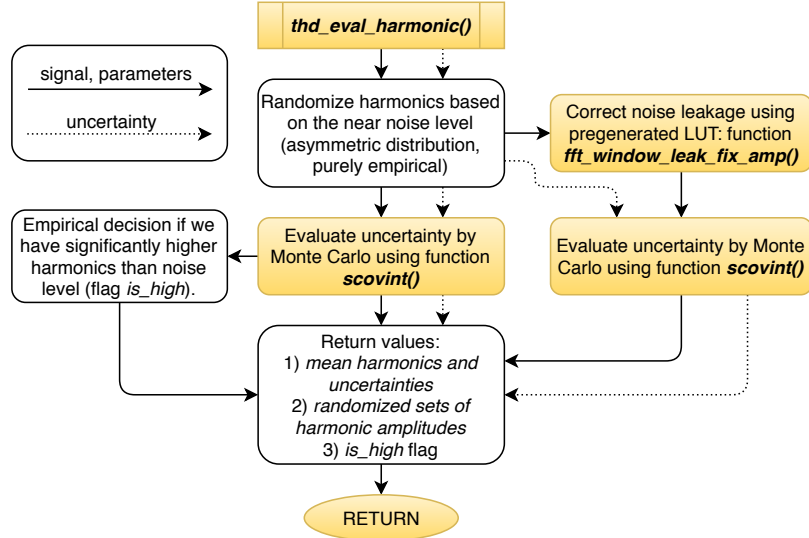 thd_eval_harmonic()
signal, parameters
uncertainty
Randomize harmonics based
on the near noise level
(asymmetric distribution,
purely empirical)
Correct noise leakage using
pregenerated LUT: function
fft_window_leak_fix_amp()
Empirical decision if we
have significantly higher
harmonics than noise
level (flag is_high).
Evaluate uncertainty by
Monte Carlo using function
scovint()
Evaluate uncertainty by Monte
Carlo using function scovint()
Return values:
1) mean harmonics and
uncertainties
2) randomized sets of
harmonic amplitudes
3) is_high flag
RETURN